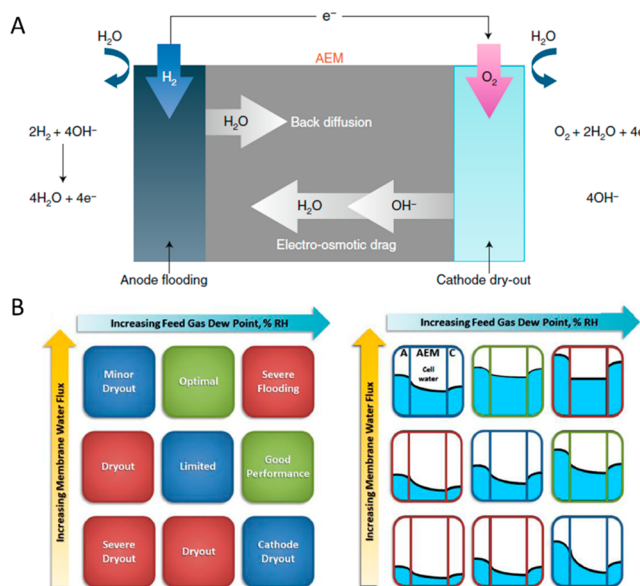 A
e⁻
H₂O
H₂
AEM
O₂
H₂O
H₂O
Back diffusion
2H₂ + 4OH⁻
O₂ + 2H₂O + 4e
4H₂O + 4e⁻
H₂O
OH⁻
4OH⁻
Electro-osmotic drag
Anode flooding
Cathode dry-out
B
Increasing Feed Gas Dew Point, % RH
Increasing Membrane Water Flux
Minor
Dryout
Optimal
Severe
Flooding
Dryout
Limited
Good
Performance
Severe
Dryout
Dryout
Cathode
Dryout
Increasing Feed Gas Dew Point, % RH
Increasing Membrane Water Flux
A AEM C
Cell
water